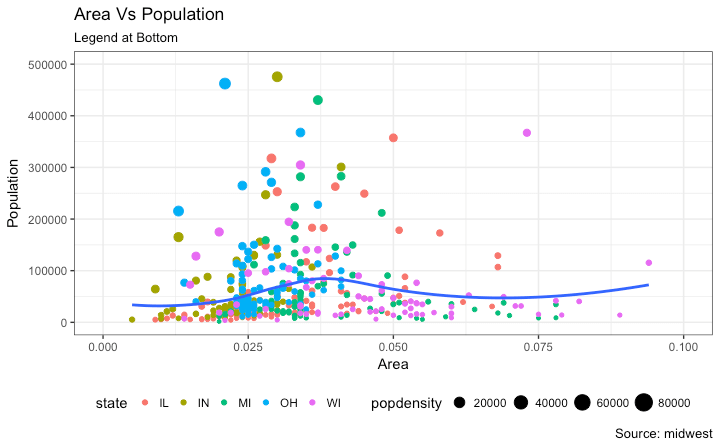 Area Vs Population
Legend at Bottom
Population
500000
400000
300000
200000
100000
0
0.000 0.025 0.050 0.075 0.100
Area
state IL IN MI OH WI popdensity 20000 40000 60000 80000
Source: midwest